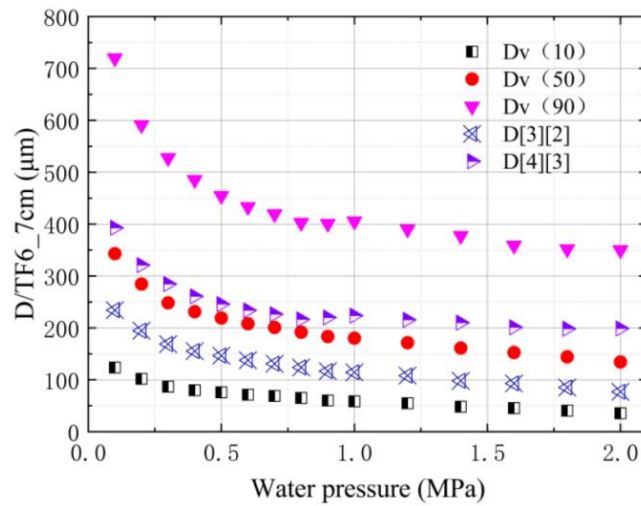 800
700
600
500
400
300
200
100
0
D/TF6_7cm (μm)
Dv（10）
Dv（50）
Dv（90）
D[3][2]
D[4][3]
0.0 0.5 1.0 1.5 2.0
Water pressure (MPa)